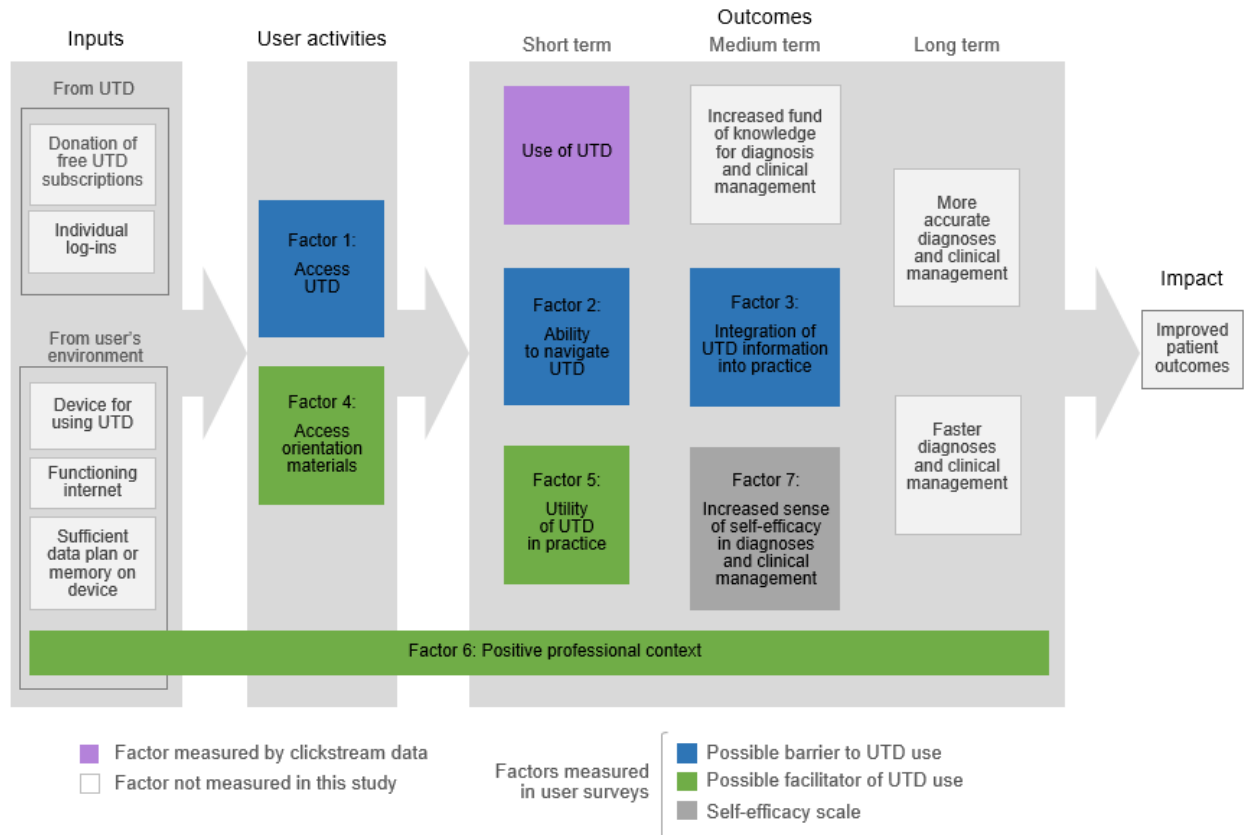 Inputs
User activities
Outcomes
Short term
Medium term
Long term
From UTD
Donation of
free UTD
subscriptions
Individual
log-ins
From user's
environment
Device for
using UTD
Functioning
internet
Sufficient
data plan or
memory on
device
Factor 1:
Access
UTD
Factor 4:
Access
orientation
materials
Use of UTD
Factor 2:
Ability
to navigate
UTD
Factor 5:
Utility
of UTD
in practice
Increased fund
of knowledge
for diagnosis
and clinical
management
Factor 3:
Integration of
UTD information
into practice
Factor 7:
Increased sense
of self-efficacy
in diagnoses
and clinical
management
More
accurate
diagnoses
and clinical
management
Faster
diagnoses
and clinical
management
Impact
Improved
patient
outcomes
Factor 6: Positive professional context
Factor measured by clickstream data
Factor not measured in this study
Factors measured
in user surveys
Possible barrier to UTD use
Possible facilitator of UTD use
Self-efficacy scale